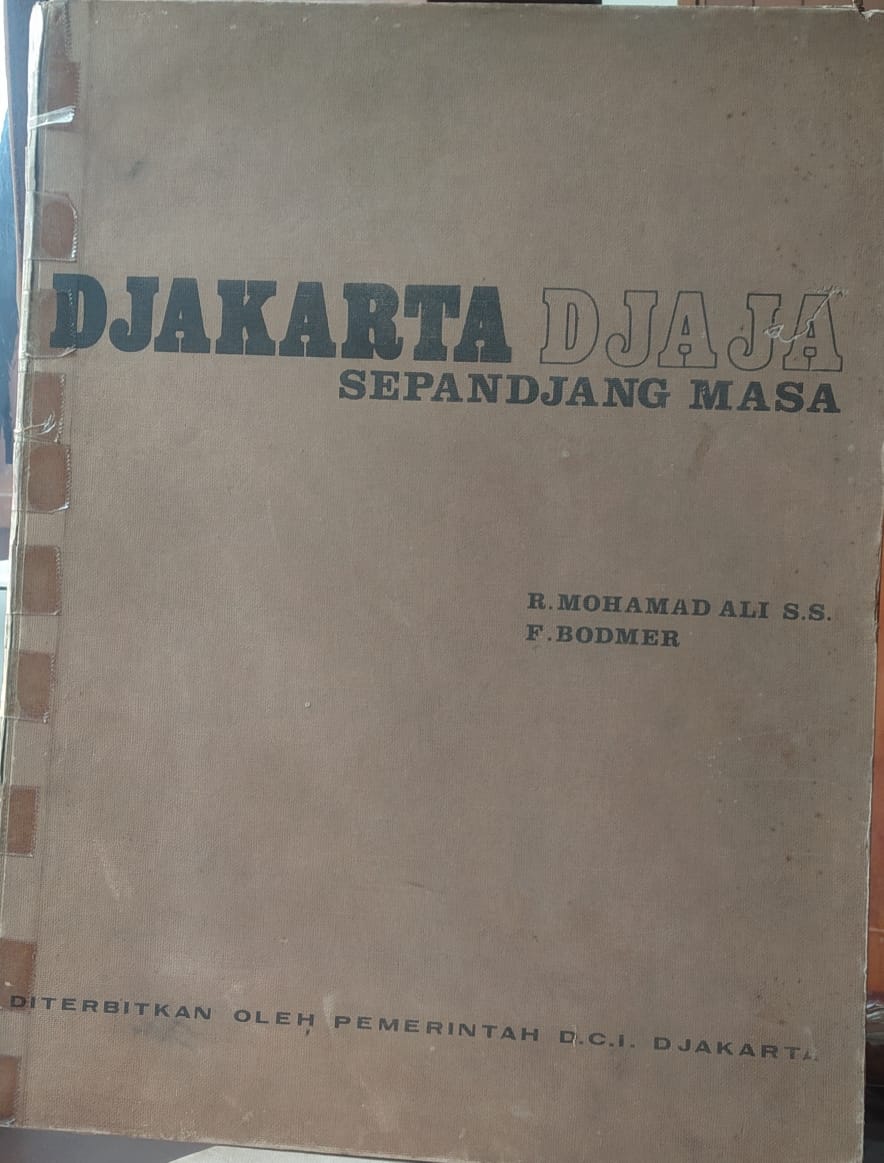 DJAKARTA DJAJA
SEPANDJANG MASA
R. MOHAMAD ALI S.S.
F. BODMER
DITERBITKAN OLEH PEMERINTAH D.C.I. DJAKARTA